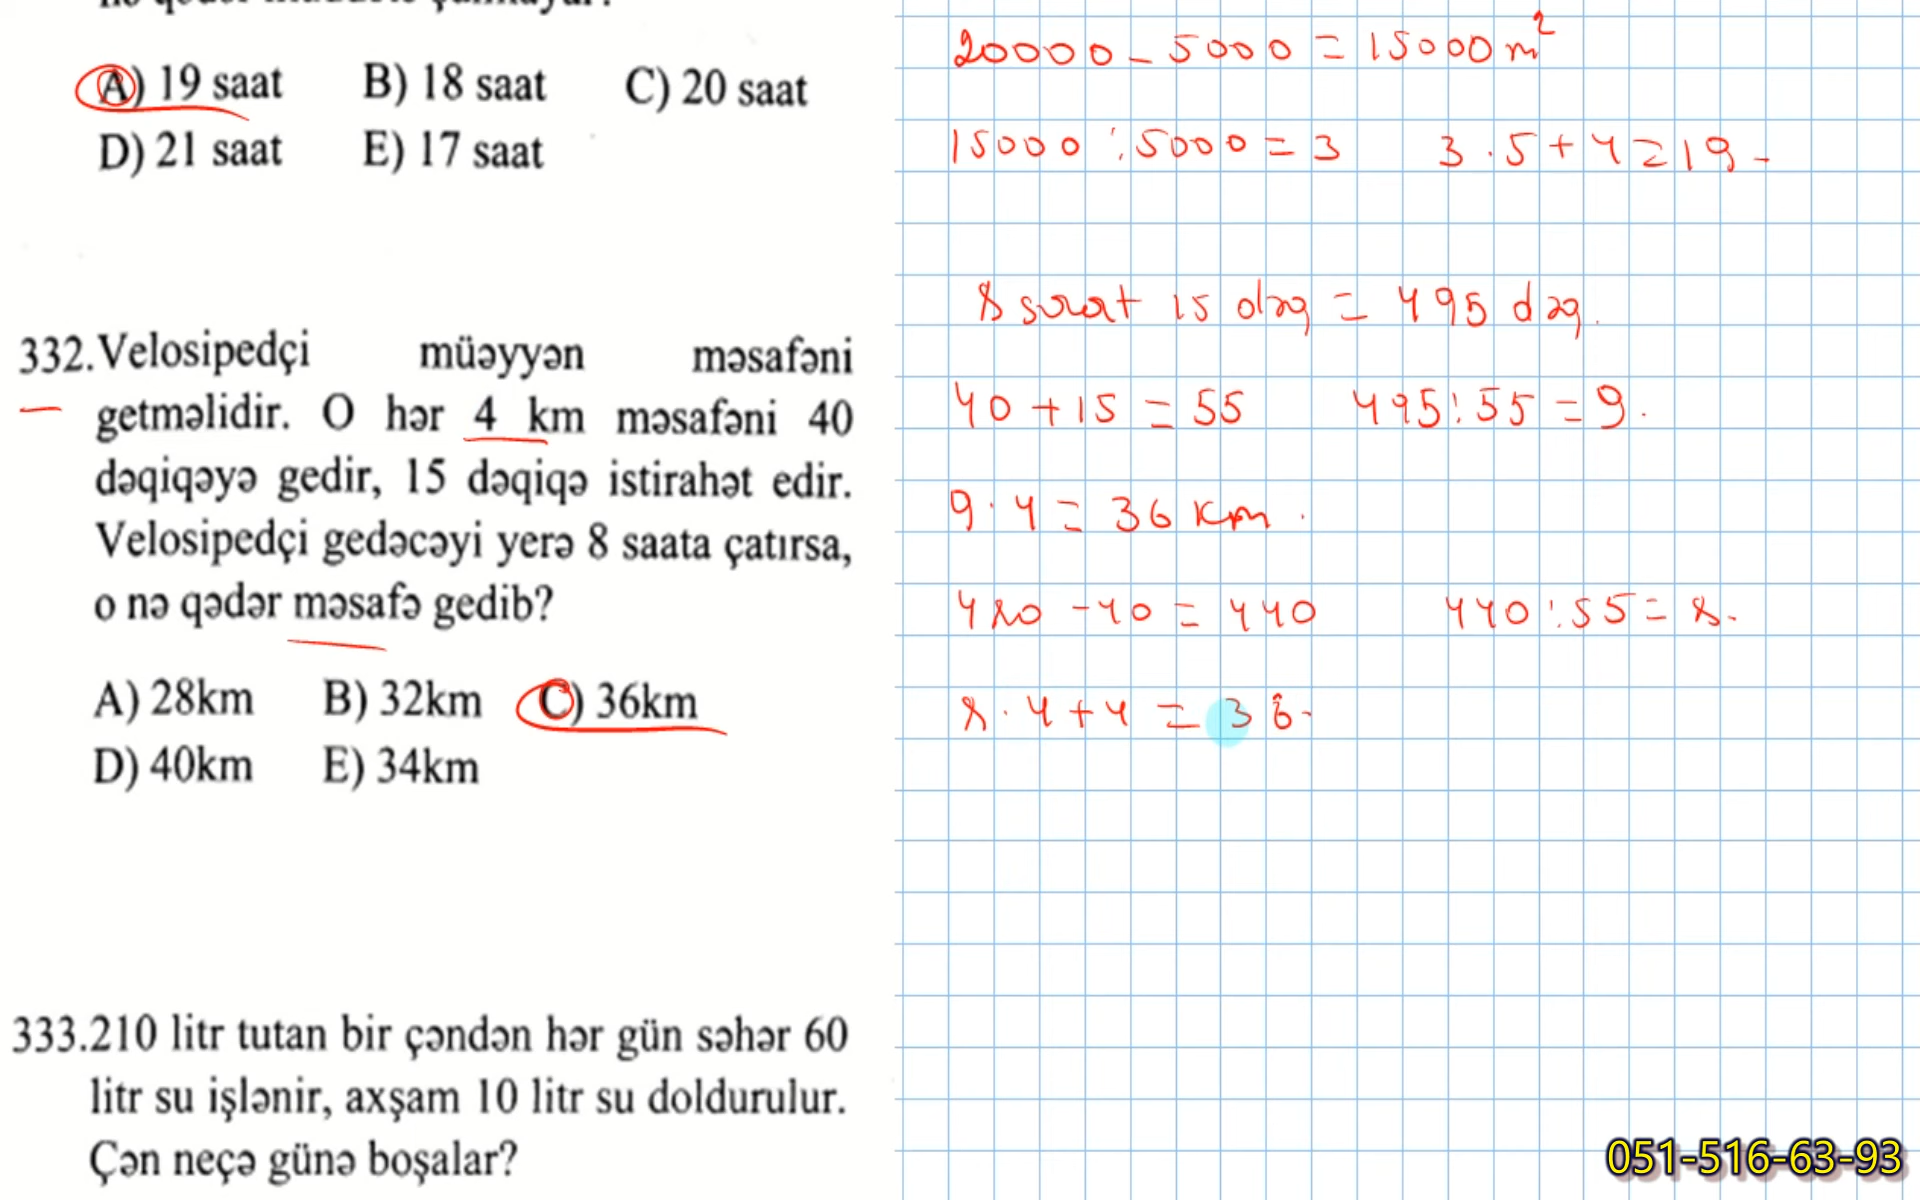 A) 19 saat B) 18 saat C) 20 saat
D) 21 saat E) 17 saat
332. Velosipedçi müəyyən məsafəni
getməlidir. O hər 4 km məsafəni 40
dəqiqəyə gedir, 15 dəqiqə istirahət edir.
Velosipedçi gedəcəyi yerə 8 saata çatırsa,
o nə qədər məsafə gedib?
A) 28km B) 32km C) 36km
D) 40km E) 34km
333. 210 litr tutan bir çəndən hər gün səhər 60
litr su işlənir, axşam 10 litr su doldurulur.
Çən neçə günə boşalar?
20000 - 5000 = 15000 m²
15000 : 5000 = 3 3 · 5 + 4 = 19
8 saat 15 dəq = 495 dəq.
40 + 15 = 55 495 : 55 = 9.
9 · 4 = 36 km.
480 - 40 = 440 440 : 55 = 8.
8 · 4 + 4 = 36.
051-516-63-93